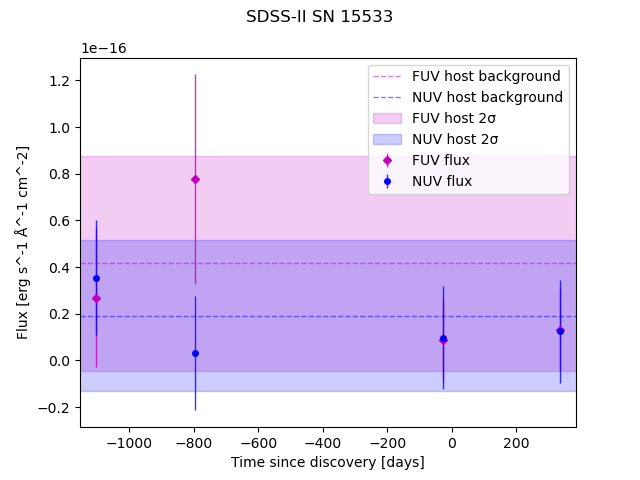 SDSS-II SN 15533
1e−16
FUV host background
NUV host background
FUV host 2σ
NUV host 2σ
FUV flux
NUV flux
1.2
1.0
0.8
0.6
0.4
0.2
0.0
−0.2
Flux [erg s^-1 Å^-1 cm^-2]
−1000
−800
−600
−400
−200
0
200
Time since discovery [days]